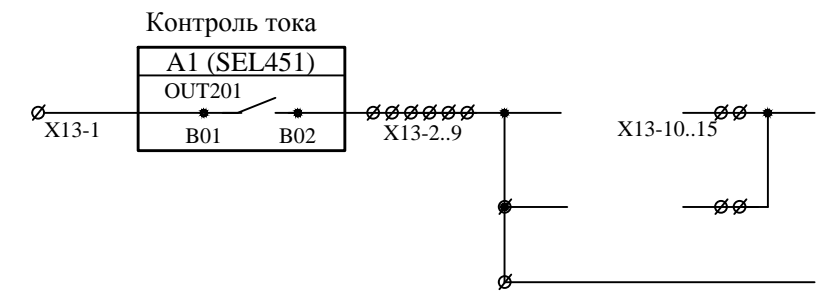 Контроль тока
A1 (SEL451)
OUT201
X13-1
B01
B02
X13-2..9
X13-10..15